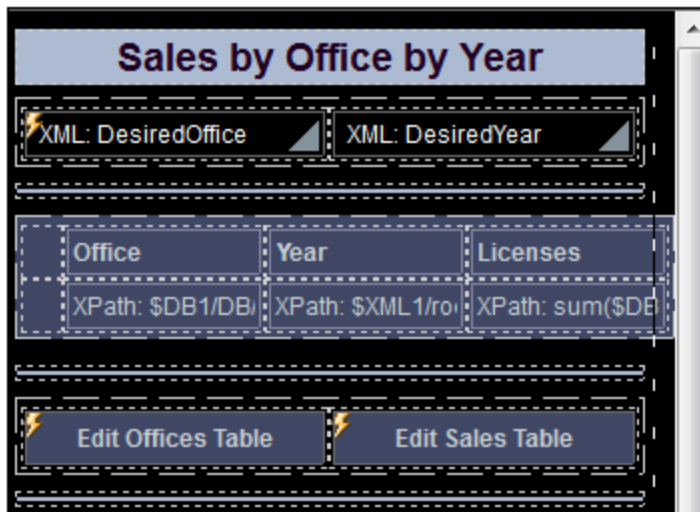 Sales by Office by Year
XML: DesiredOffice XML: DesiredYear
Office Year Licenses
XPath: $DB1/DB/ XPath: $XML1/ro XPath: sum($DB
Edit Offices Table Edit Sales Table